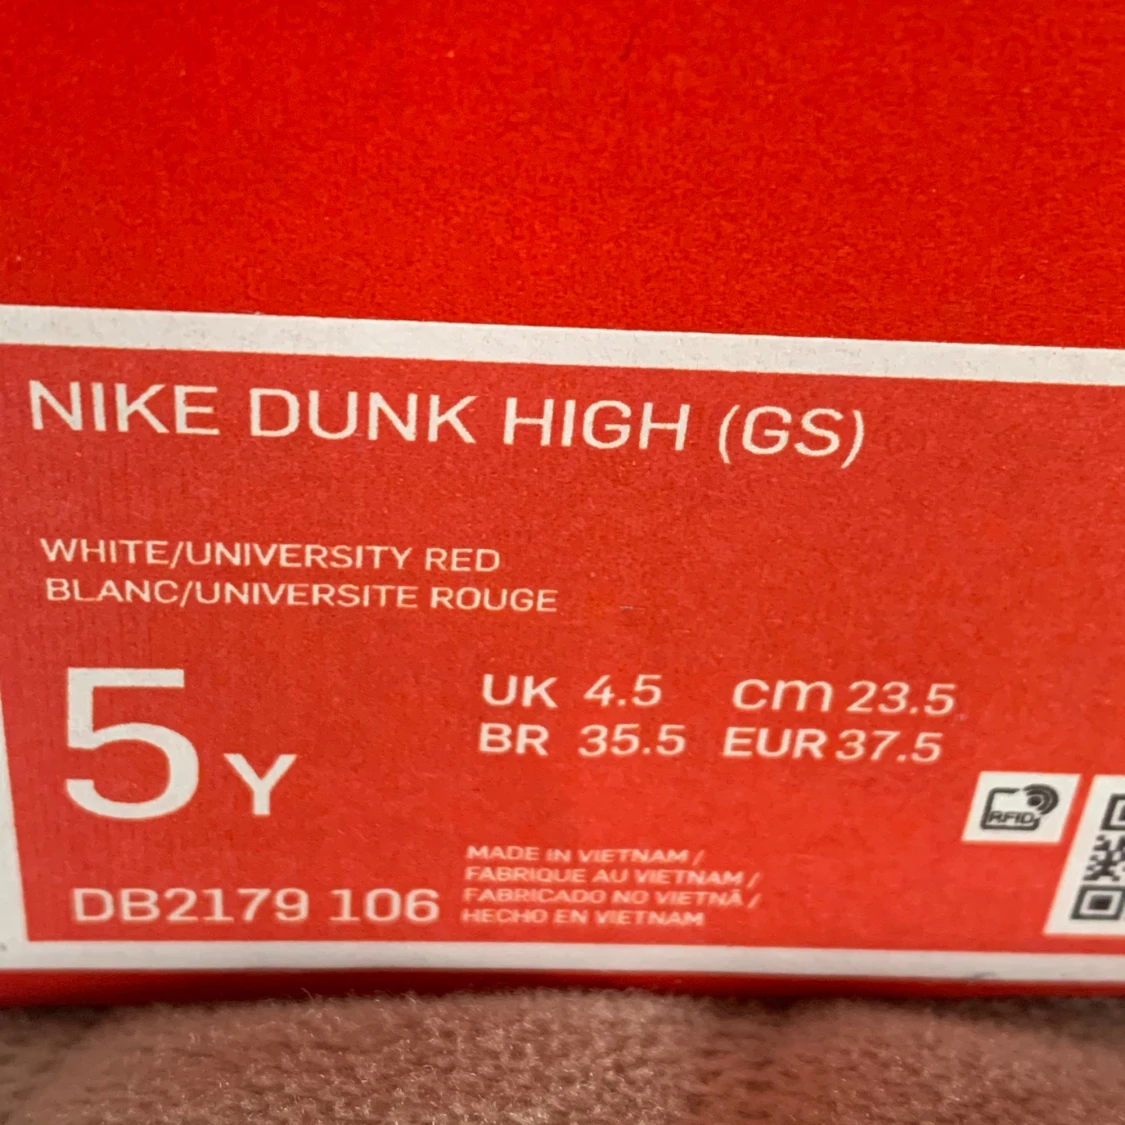 NIKE DUNK HIGH (GS)
WHITE/UNIVERSITY RED
BLANC/UNIVERSITE ROUGE
5Y
UK 4.5 cm 23.5
BR 35.5 EUR 37.5
RFID
MADE IN VIETNAM /
FABRIQUE AU VIETNAM /
FABRICADO NO VIETNÃ /
HECHO EN VIETNAM
DB2179 106